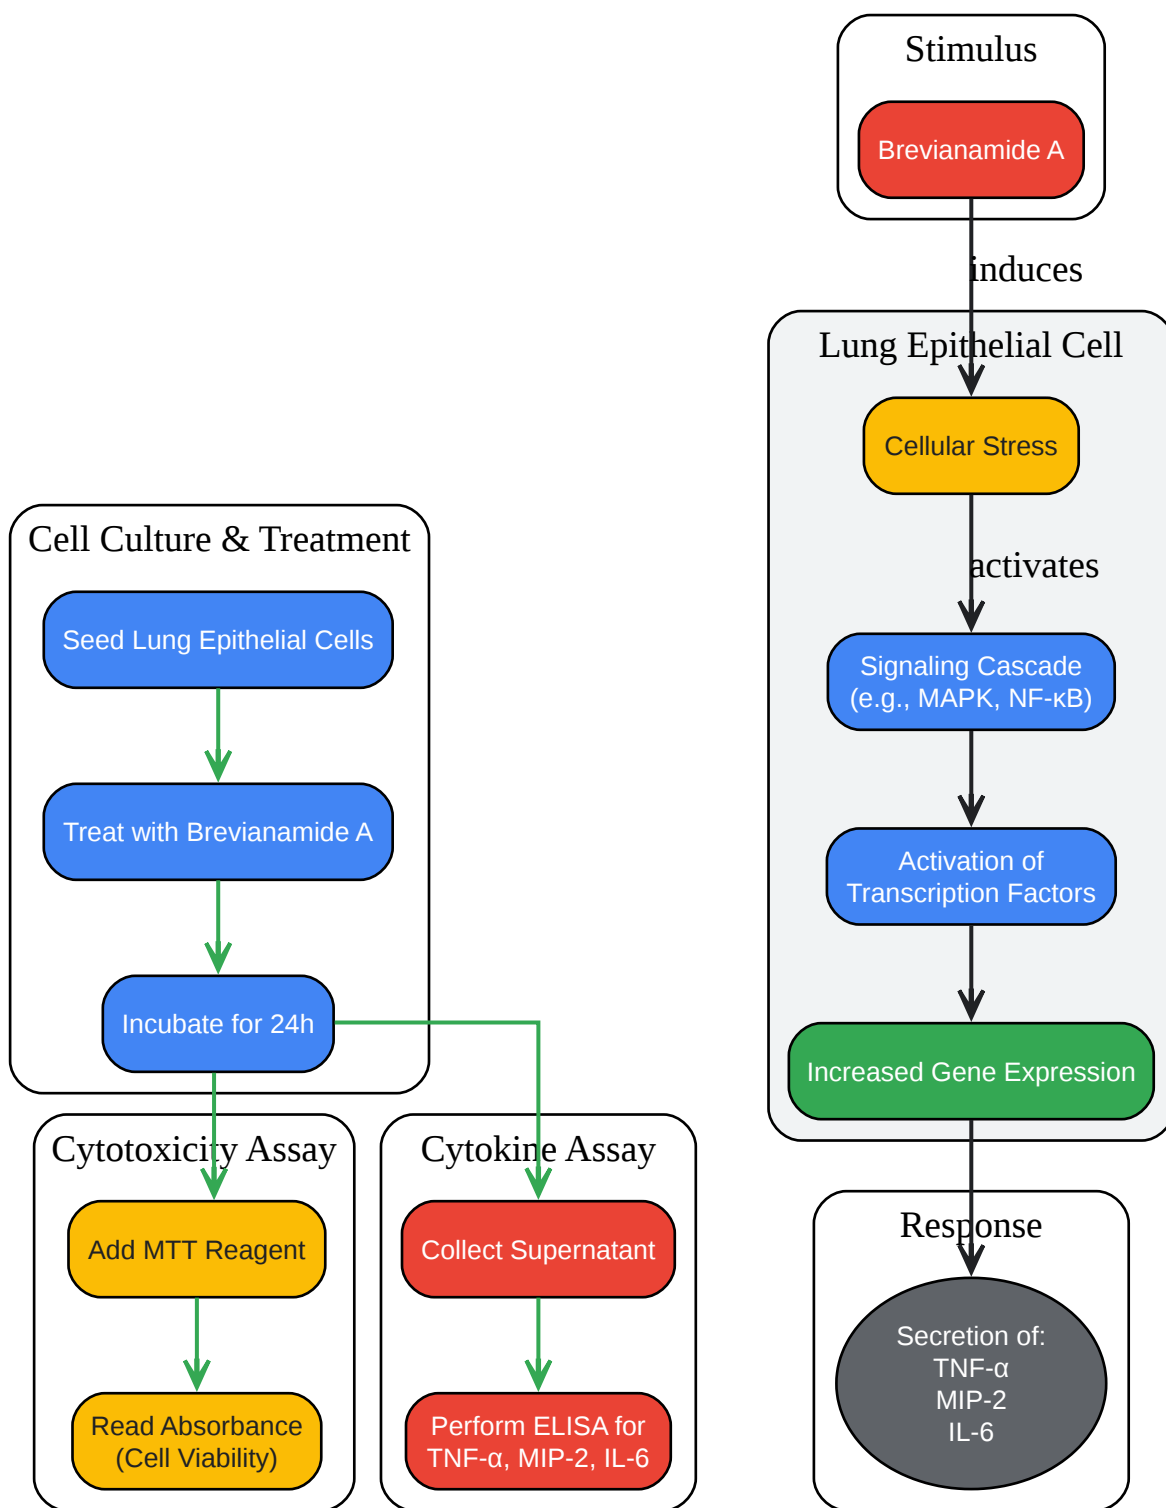 Stimulus
Brevianamide A
induces
Lung Epithelial Cell
Cellular Stress
activates
Signaling Cascade
(e.g., MAPK, NF-κB)
Activation of
Transcription Factors
Increased Gene Expression
Response
Secretion of:
TNF-α
MIP-2
IL-6
Cell Culture & Treatment
Seed Lung Epithelial Cells
Treat with Brevianamide A
Incubate for 24h
Cytotoxicity Assay
Add MTT Reagent
Read Absorbance
(Cell Viability)
Cytokine Assay
Collect Supernatant
Perform ELISA for
TNF-α, MIP-2, IL-6